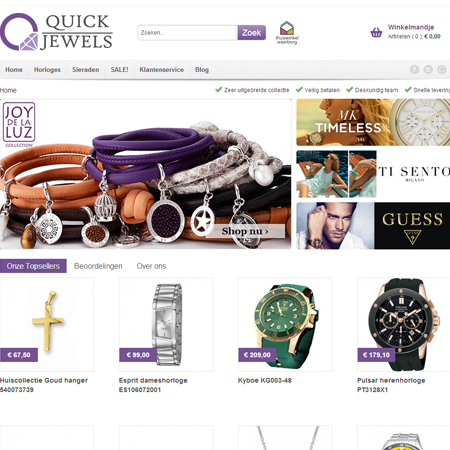 QUICK
JEWELS
Zoeken...
Zoek
thuiswinkel
waarborg
Winkelmandje
Artikelen ( 0 ) € 0,00
Home Horloges Sieraden SALE! Klantenservice Blog
Home
Zeer uitgebreide collectie Veilig betalen Deskundig team Snelle levering
JOY
DE LA
LUZ
COLLECTION
Shop nu ›
MK
TIMELESS
TI SENTO
MILANO
GUESS
Onze Topsellers Beoordelingen Over ons
€ 67,50
€ 99,00
€ 209,00
€ 179,10
Huiscollectie Goud hanger
540073739
Esprit dameshorloge
ES106072001
Kyboe KG003-48
Pulsar herenhorloge
PT3128X1